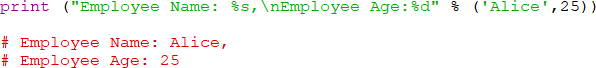 print ("Employee Name: %s,\nEmployee Age:%d" % ('Alice',25))
# Employee Name: Alice,
# Employee Age: 25